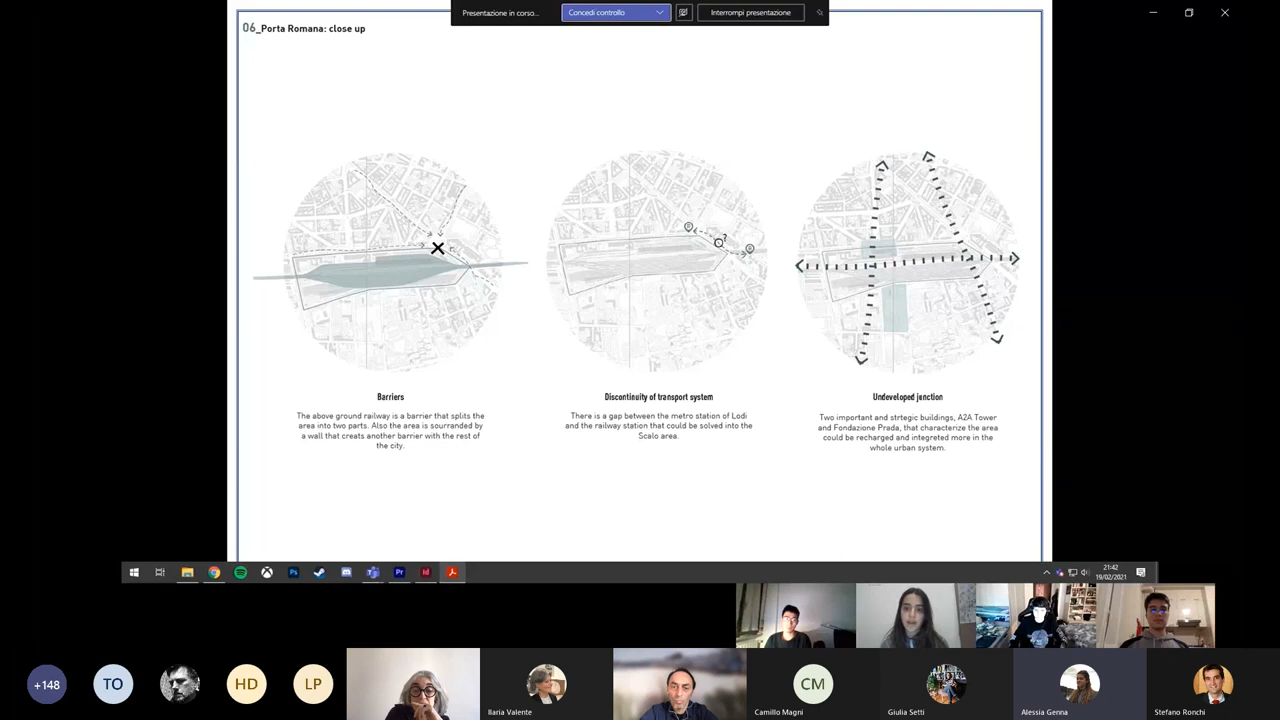 Presentazione in corso...
Concedi controllo
Interrompi presentazione
06_Porta Romana: close up
?
Barriers
The above ground railway is a barrier that splits the
area into two parts. Also the area is sourranded by
a wall that creats another barrier with the rest of
the city.
Discontinuity of transport system
There is a gap between the metro station of Lodi
and the railway station that could be solved into the
Scalo area.
Undeveloped junction
Two important and strtegic buildings, A2A Tower
and Fondazione Prada, that characterize the area
could be recharged and integreted more in the
whole urban system.
Ps
Pr
Id
21:42
19/02/2021
+148
TO
HD
LP
Ilaria Valente
CM
Camillo Magni
Giulia Setti
Alessia Genna
Stefano Ronchi